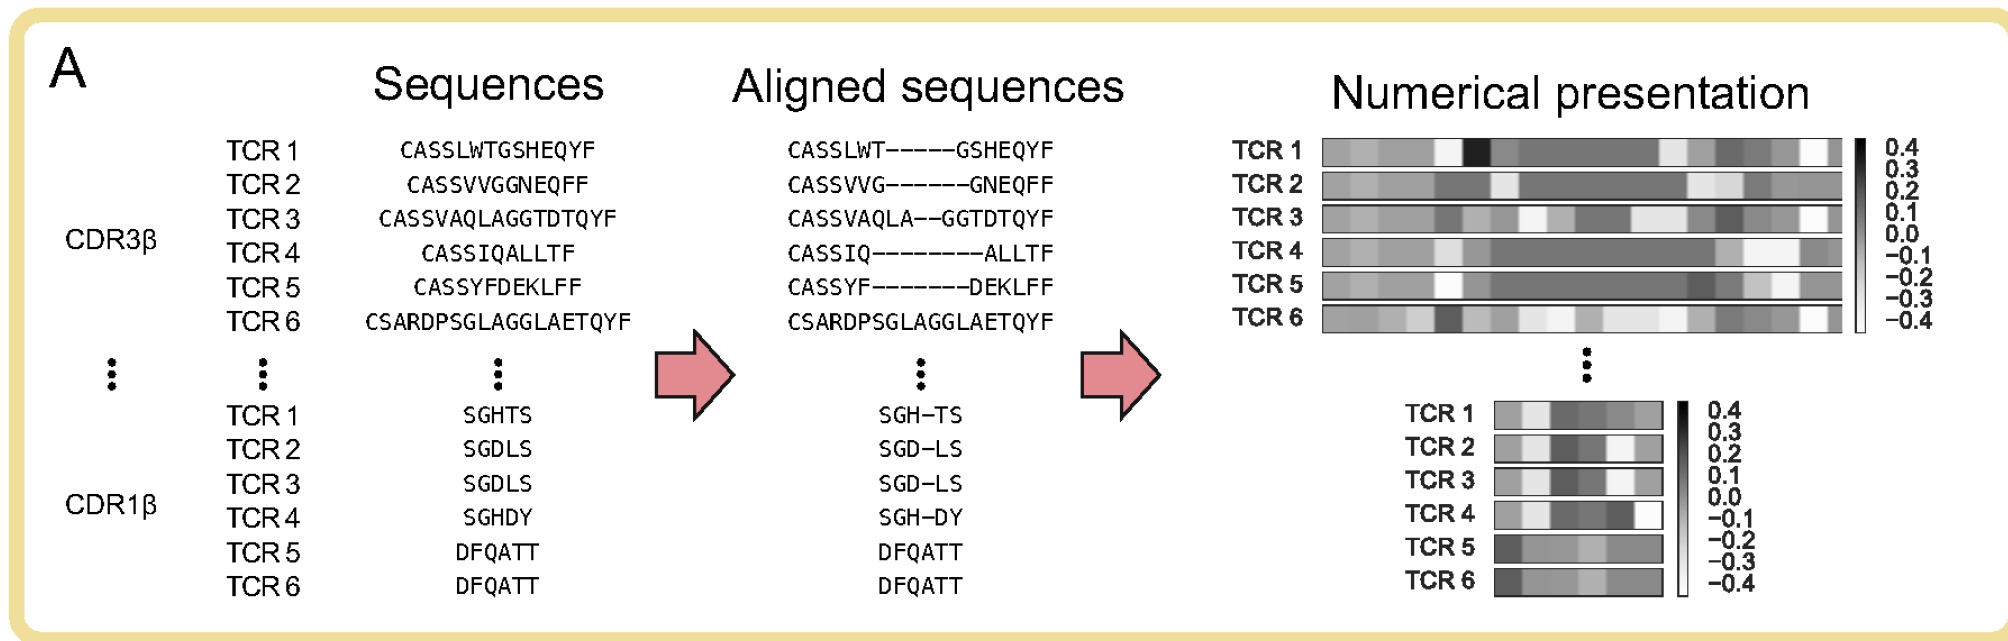 A
Sequences Aligned sequences Numerical presentation
TCR 1 CASSLWTGSHEQYF CASSLWT-----GSHEQYF TCR 1
TCR 2 CASSVVGGNEQFF CASSVVG------GNEQFF TCR 2
TCR 3 CASSVAQLAGGTDTQYF CASSVAQLA--GGTDTQYF TCR 3
CDR3β
TCR 4 CASSIQALLTF CASSIQ--------ALLTF TCR 4
TCR 5 CASSYFDEKLFF CASSYF-------DEKLFF TCR 5
TCR 6 CSARDPSGLAGGLAETQYF CSARDPSGLAGGLAETQYF TCR 6
0.4
0.3
0.2
0.1
0.0
−0.1
−0.2
−0.3
−0.4
TCR 1 SGHTS SGH-TS TCR 1
TCR 2 SGDLS SGD-LS TCR 2
TCR 3 SGDLS SGD-LS TCR 3
CDR1β
TCR 4 SGHDY SGH-DY TCR 4
TCR 5 DFQATT DFQATT TCR 5
TCR 6 DFQATT DFQATT TCR 6
0.4
0.3
0.2
0.1
0.0
−0.1
−0.2
−0.3
−0.4